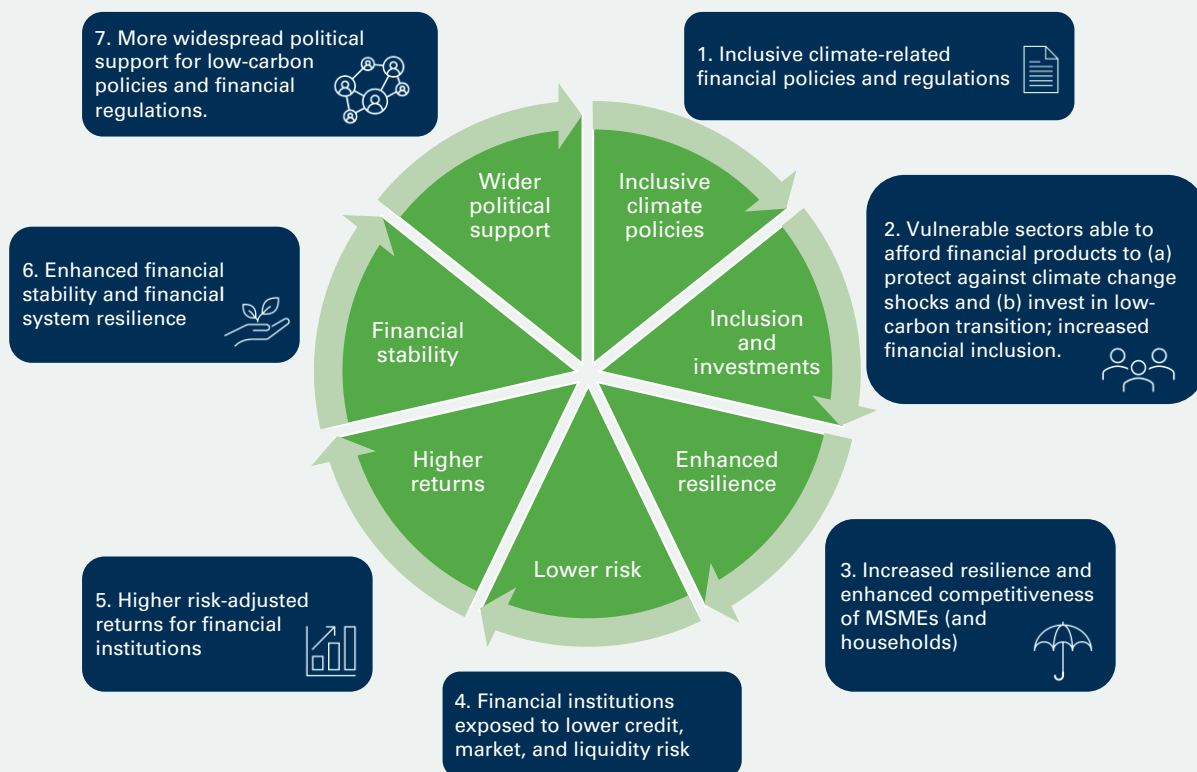 7. More widespread political
support for low-carbon
policies and financial
regulations.
1. Inclusive climate-related
financial policies and regulations
Wider
political
support
Inclusive
climate
policies
2. Vulnerable sectors able to
afford financial products to (a)
protect against climate change
shocks and (b) invest in low-
carbon transition; increased
financial inclusion.
6. Enhanced financial
stability and financial
system resilience
Financial
stability
Inclusion
and
investments
Higher
returns
Enhanced
resilience
Lower risk
5. Higher risk-adjusted
returns for financial
institutions
3. Increased resilience and
enhanced competitiveness
of MSMEs (and
households)
4. Financial institutions
exposed to lower credit,
market, and liquidity risk